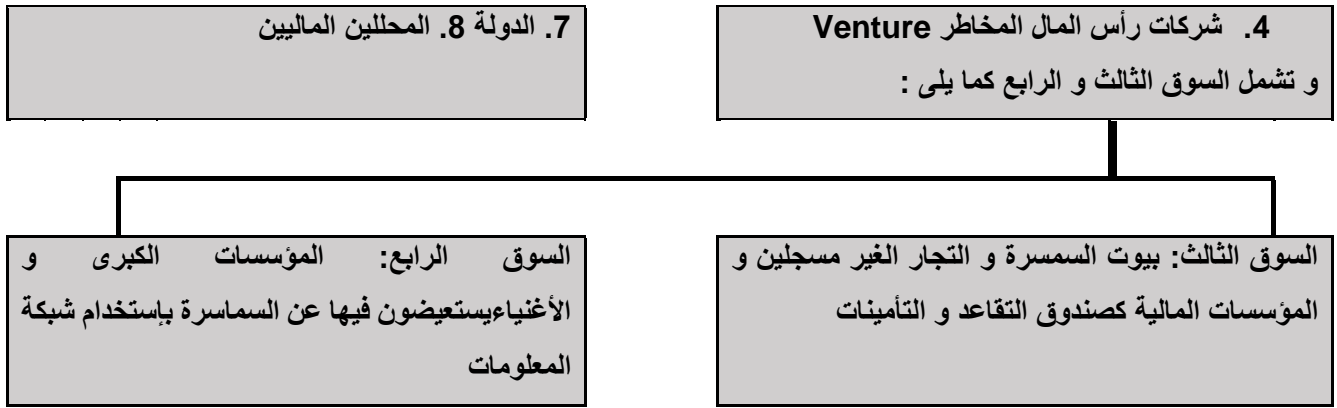 4. شركات رأس المال المخاطر Venture
و تشمل السوق الثالث و الرابع كما يلى :
7. الدولة 8. المحللين الماليين
السوق الثالث: بيوت السمسرة و التجار الغير مسجلين و
المؤسسات المالية كصندوق التقاعد و التأمينات
السوق الرابع: المؤسسات الكبرى و
الأغنياءيستعيضون فيها عن السماسرة بإستخدام شبكة
المعلومات